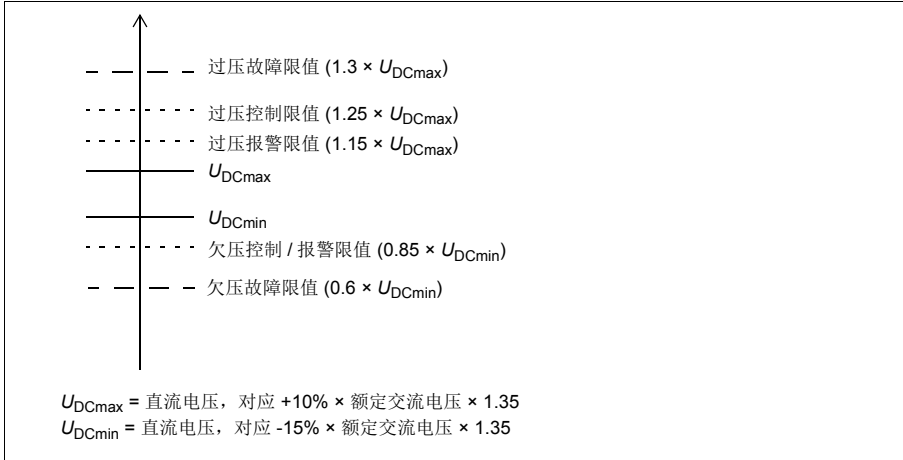 过压故障限值 (1.3 × UDCmax)
过压控制限值 (1.25 × UDCmax)
过压报警限值 (1.15 × UDCmax)
UDCmax
UDCmin
欠压控制 / 报警限值 (0.85 × UDCmin)
欠压故障限值 (0.6 × UDCmin)
UDCmax = 直流电压，对应 +10% × 额定交流电压 × 1.35
UDCmin = 直流电压，对应 -15% × 额定交流电压 × 1.35